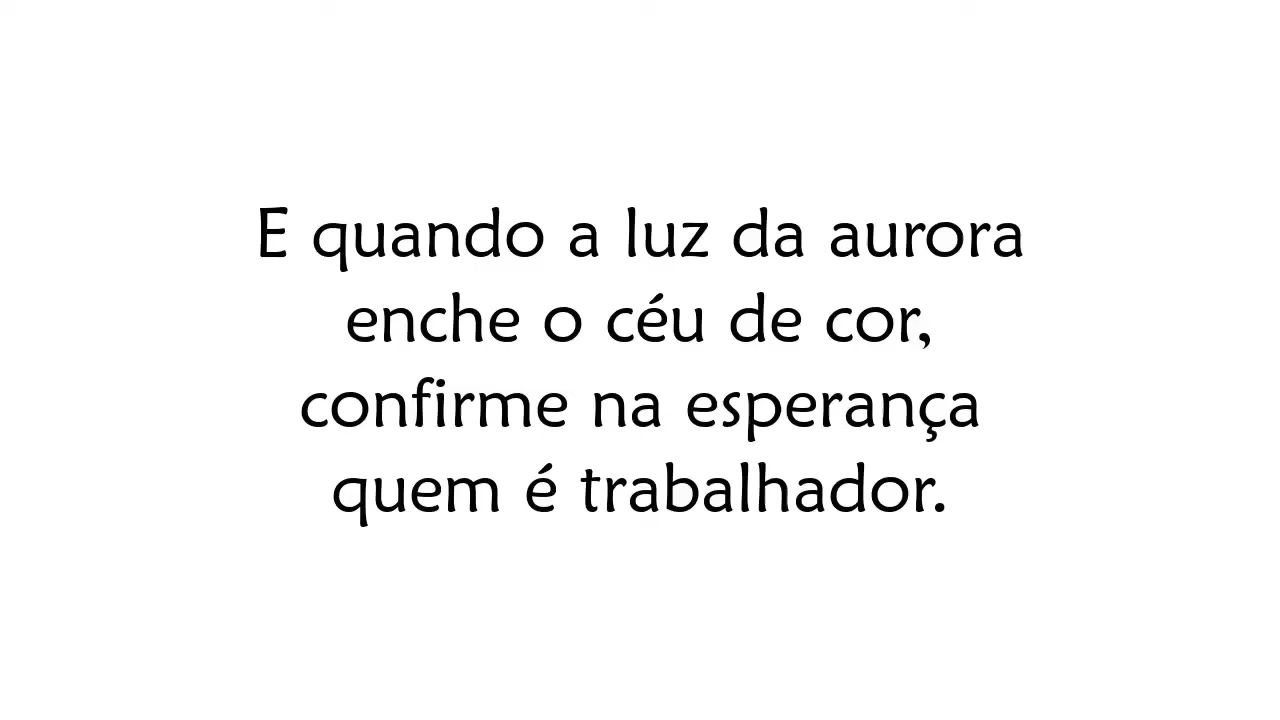 E quando a luz da aurora
enche o céu de cor,
confirme na esperança
quem é trabalhador.